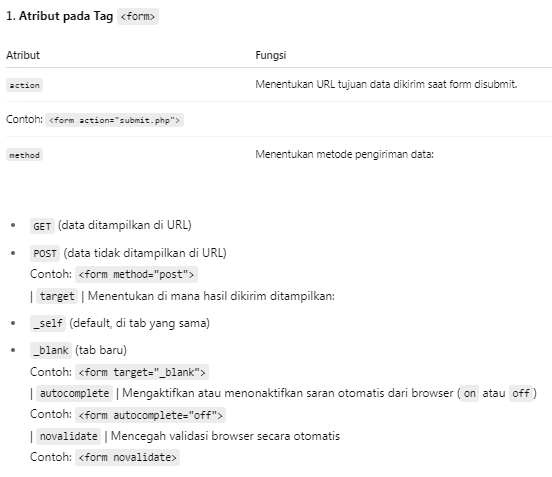 1. Atribut pada Tag <form>
Atribut Fungsi
action Menentukan URL tujuan data dikirim saat form disubmit.
Contoh: <form action="submit.php">
method Menentukan metode pengiriman data:
• GET (data ditampilkan di URL)
• POST (data tidak ditampilkan di URL)
Contoh: <form method="post">
| target | Menentukan di mana hasil dikirim ditampilkan:
• _self (default, di tab yang sama)
• _blank (tab baru)
Contoh: <form target="_blank">
| autocomplete | Mengaktifkan atau menonaktifkan saran otomatis dari browser ( on atau off )
Contoh: <form autocomplete="off">
| novalidate | Mencegah validasi browser secara otomatis
Contoh: <form novalidate>